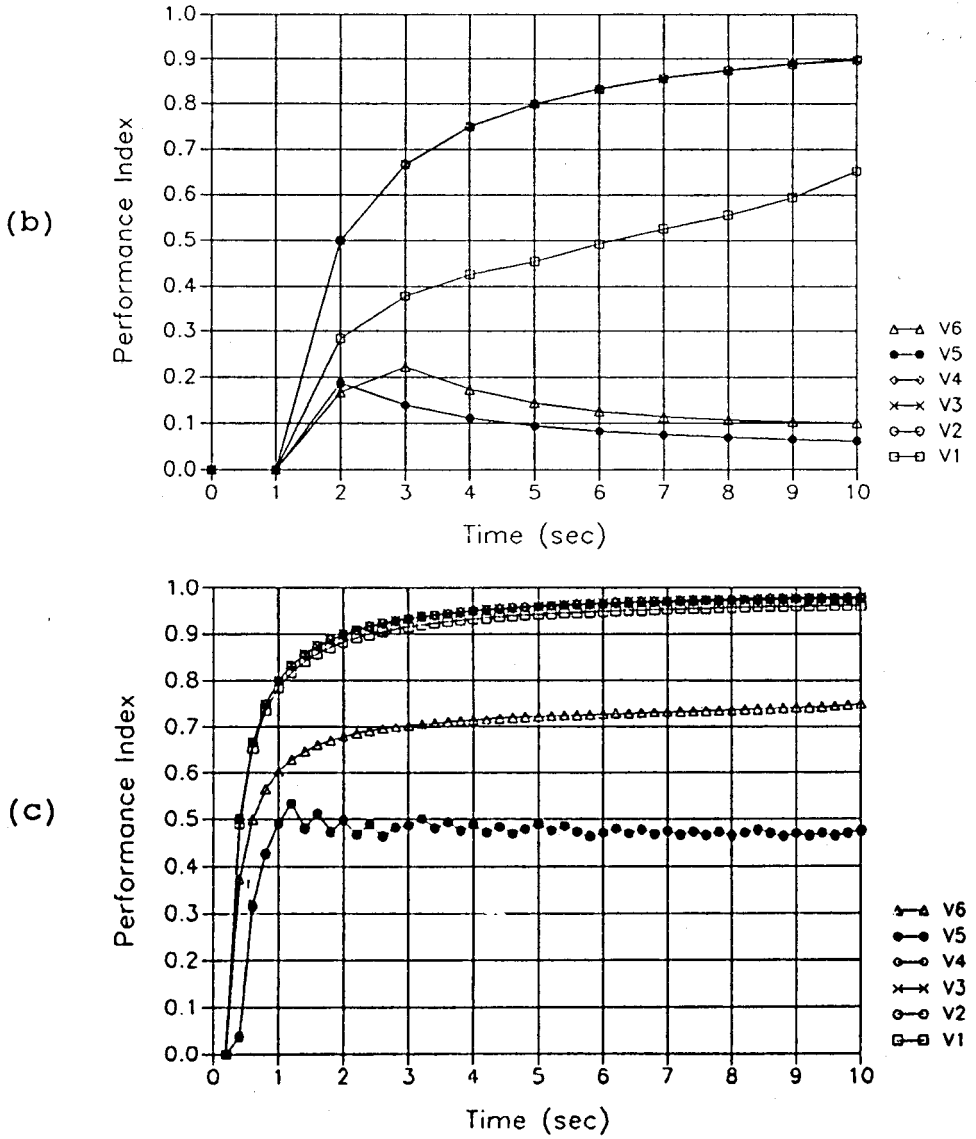 (b)
Performance Index
1.0
0.9
0.8
0.7
0.6
0.5
0.4
0.3
0.2
0.1
0.0
0 1 2 3 4 5 6 7 8 9 10
Time (sec)
V6
V5
V4
V3
V2
V1
(c)
Performance Index
1.0
0.9
0.8
0.7
0.6
0.5
0.4
0.3
0.2
0.1
0.0
0 1 2 3 4 5 6 7 8 9 10
Time (sec)
V6
V5
V4
V3
V2
V1